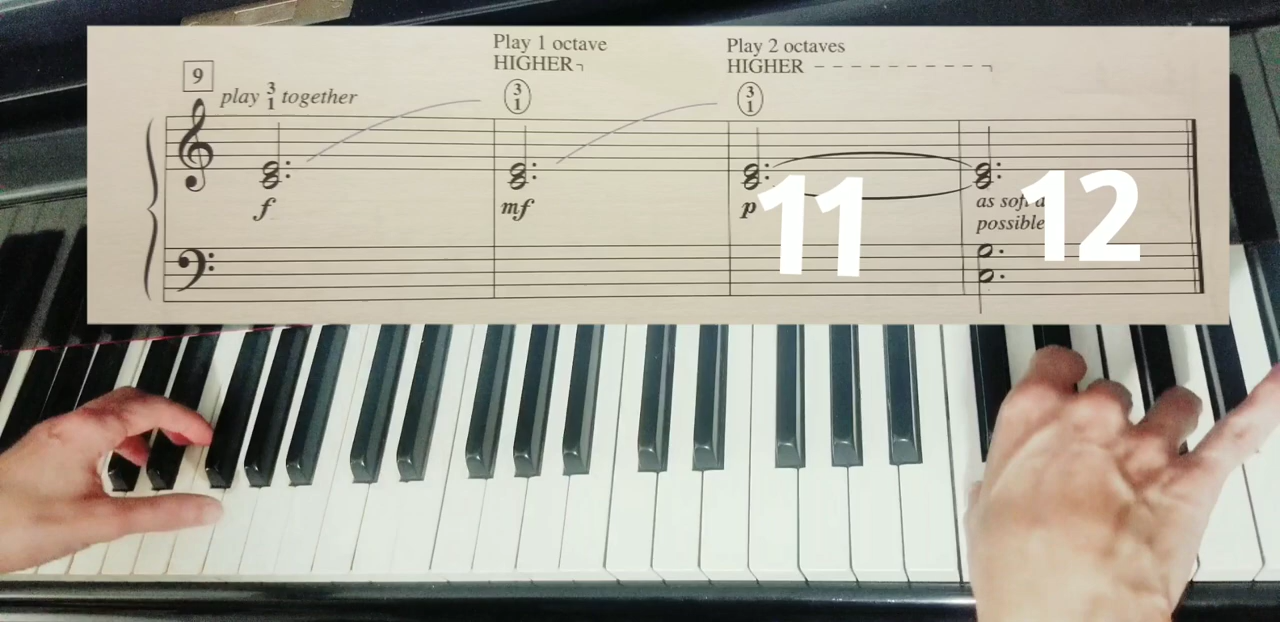 Play 1 octave
HIGHER
Play 2 octaves
HIGHER
9
play 3 1 together
3
1
3
1
f
mf
p
11
as soft
possible
12